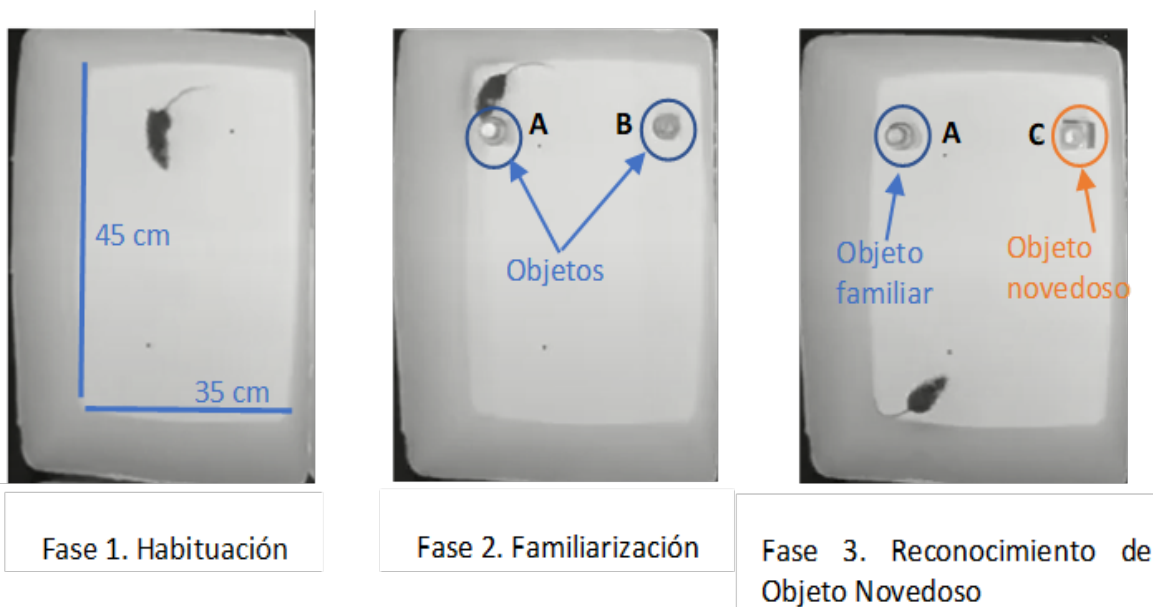 45 cm
35 cm
Fase 1. Habituación
A
B
Objetos
Fase 2. Familiarización
A
C
Objeto
familiar
Objeto
novedoso
Fase 3. Reconocimiento de
Objeto Novedoso